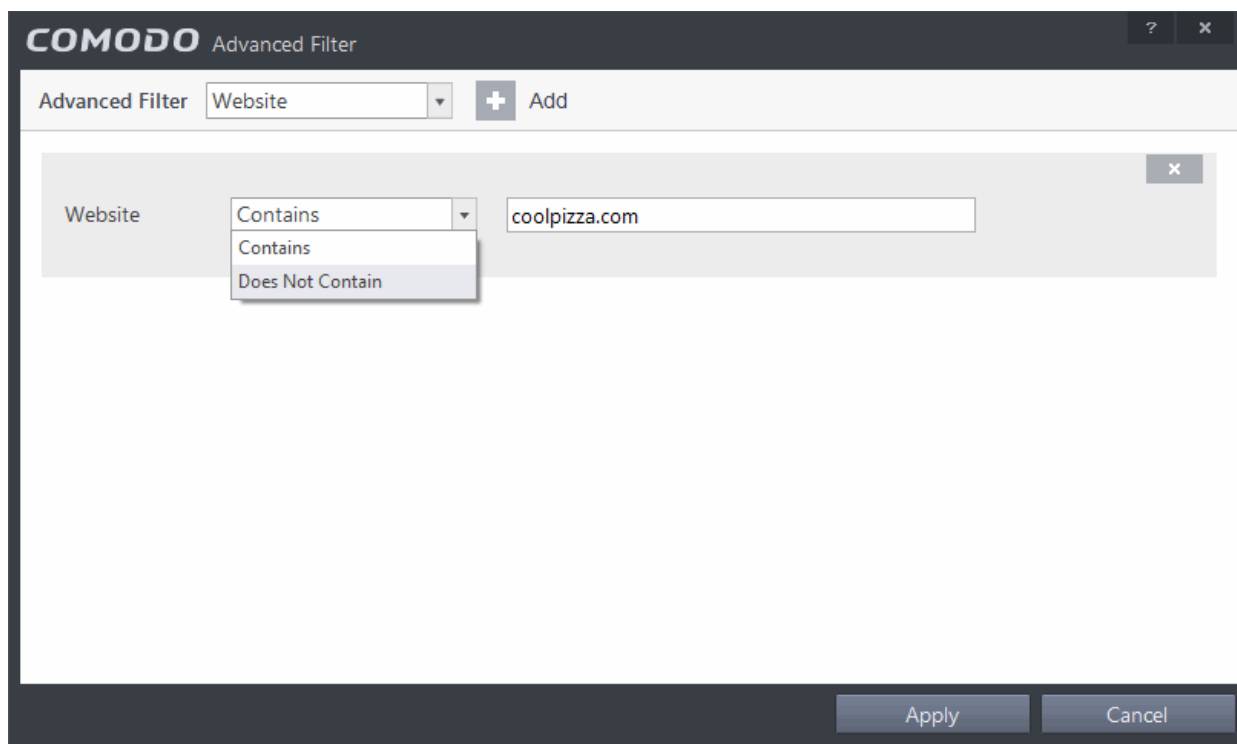 COMODO Advanced Filter ? ×
Advanced Filter Website Add
Website Contains coolpizza.com
Contains
Does Not Contain
Apply Cancel